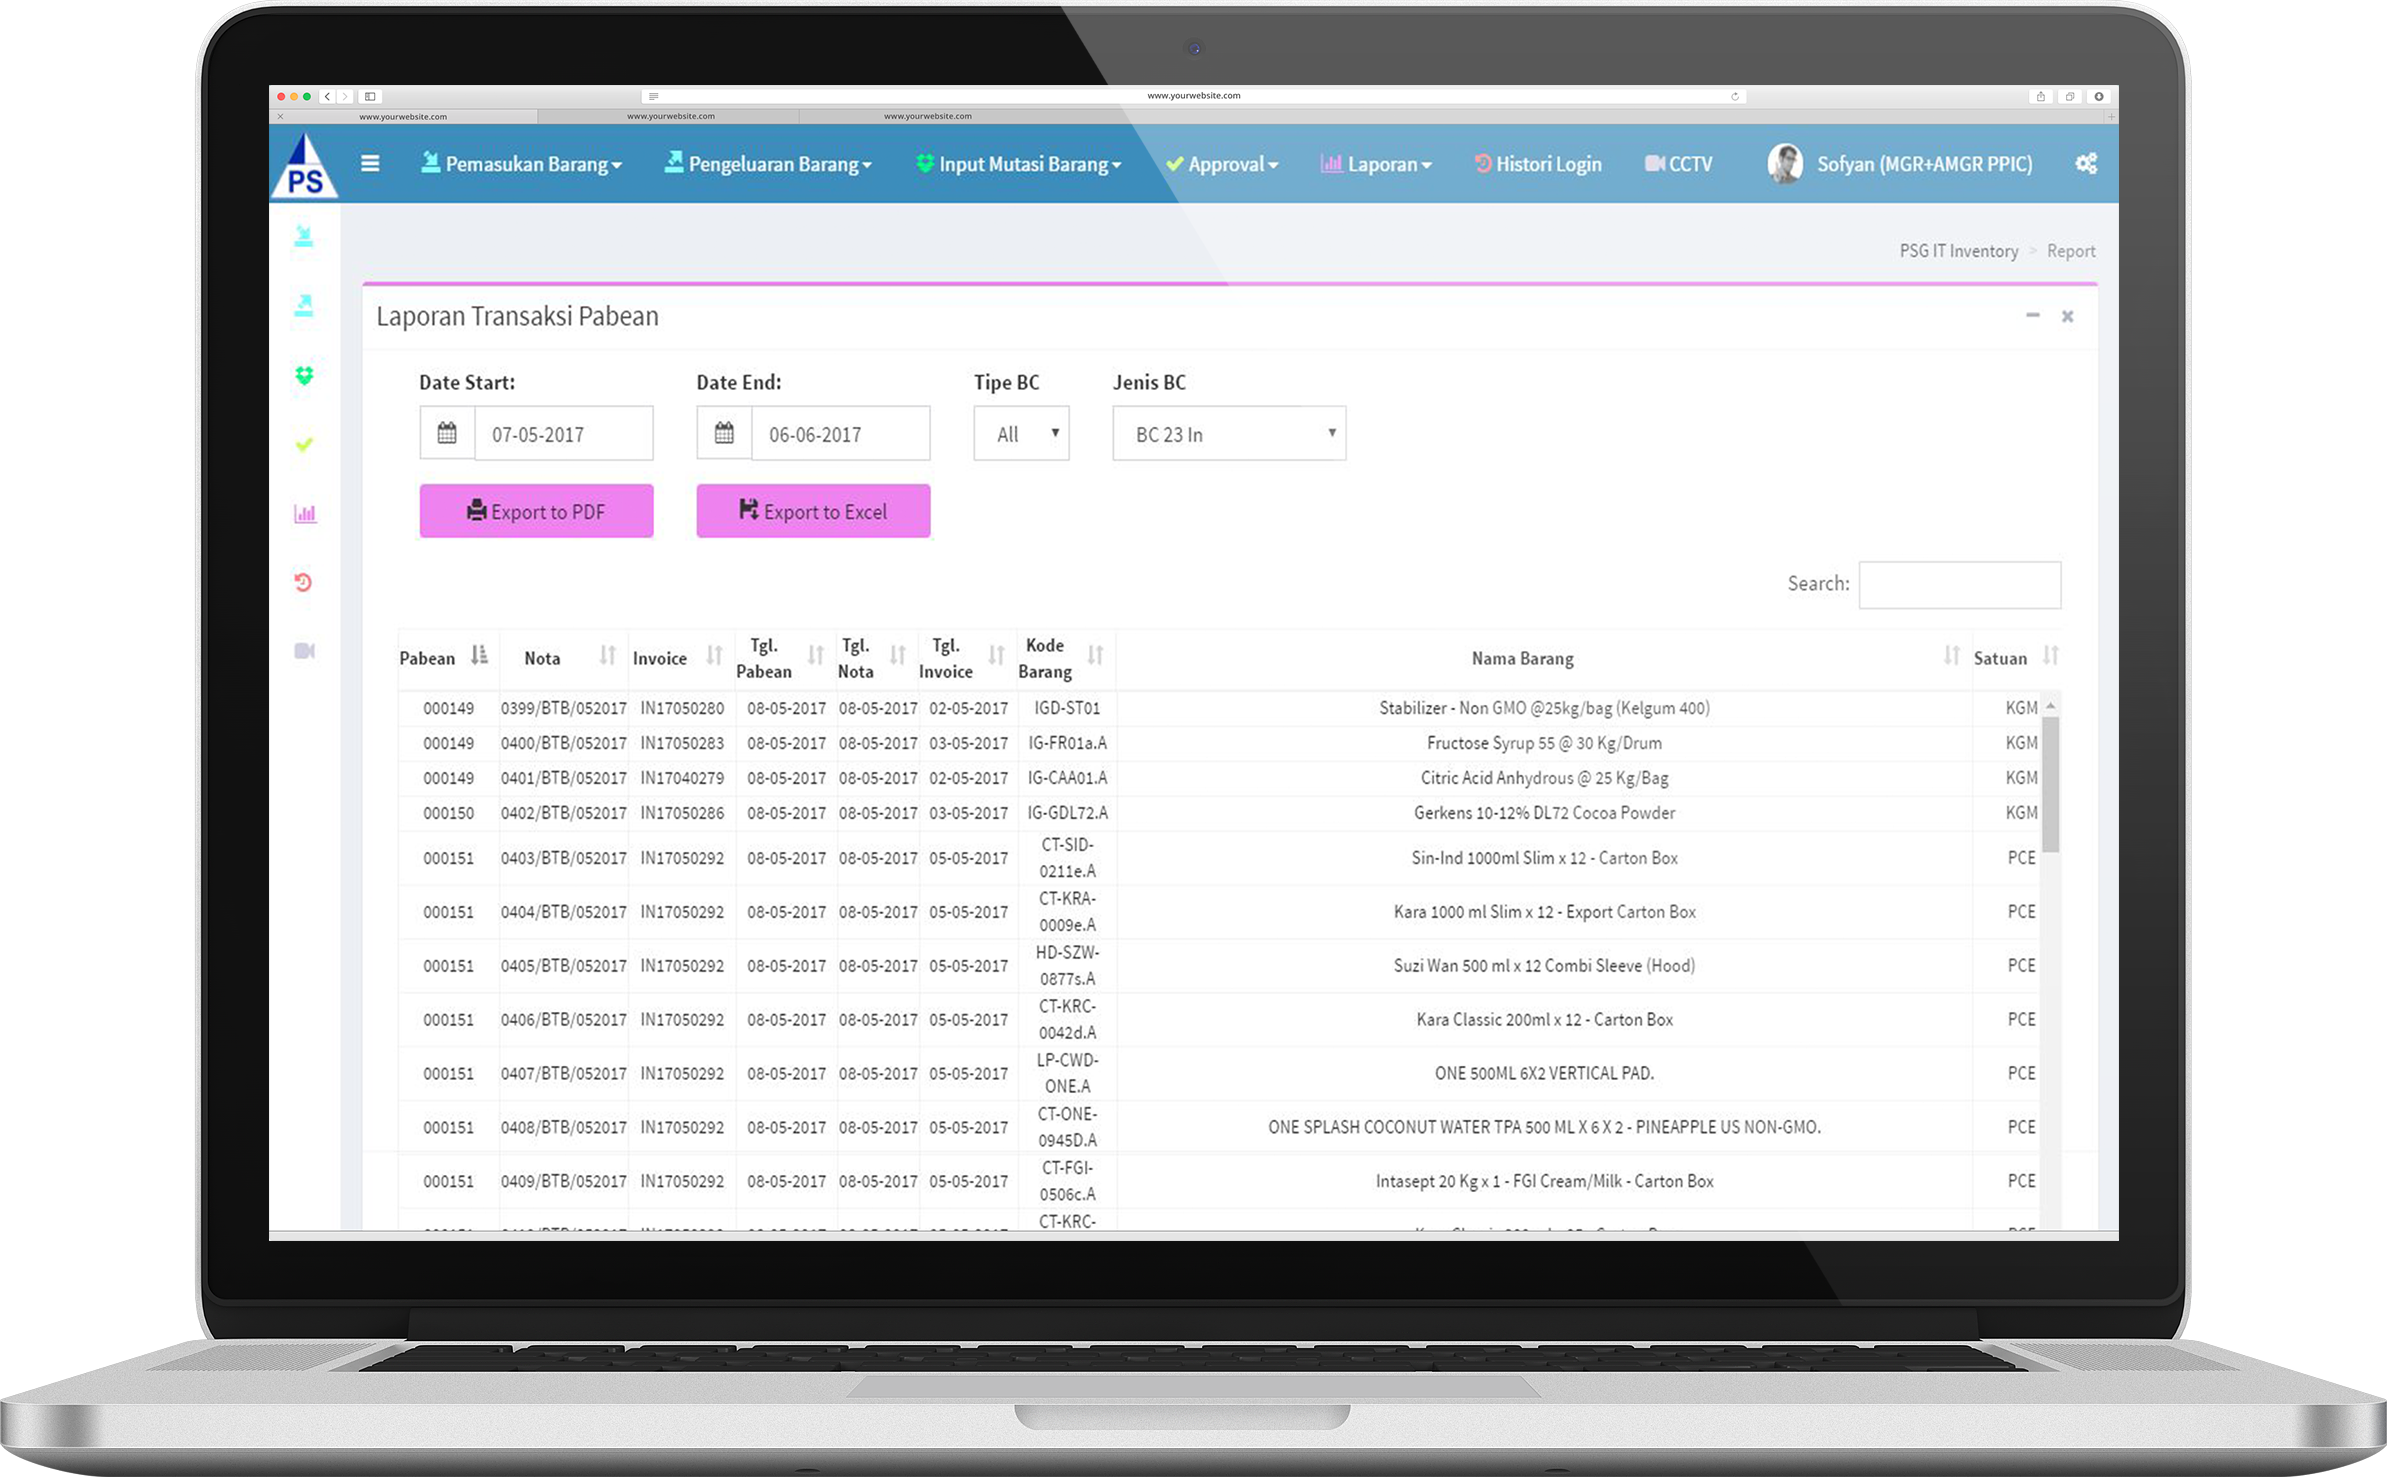 www.yourwebsite.com
www.yourwebsite.com www.yourwebsite.com www.yourwebsite.com
PS Pemasukan Barang Pengeluaran Barang Input Mutasi Barang Approval Laporan Histori Login CCTV Sofyan (MGR+AMGR PPIC)
PSG IT Inventory > Report
Laporan Transaksi Pabean
Date Start: Date End: Tipe BC Jenis BC
07-05-2017 06-06-2017 All BC 23 In
Export to PDF Export to Excel
Search:
Pabean Nota Invoice Tgl. Pabean Tgl. Nota Tgl. Invoice Kode Barang Nama Barang Satuan
000149 0399/BTB/052017 IN17050280 08-05-2017 08-05-2017 02-05-2017 IGD-ST01 Stabilizer - Non GMO @25kg/bag (Kelgum 400) KGM
000149 0400/BTB/052017 IN17050283 08-05-2017 08-05-2017 03-05-2017 IG-FR01a.A Fructose Syrup 55 @ 30 Kg/Drum KGM
000149 0401/BTB/052017 IN17040279 08-05-2017 08-05-2017 02-05-2017 IG-CAA01.A Citric Acid Anhydrous @ 25 Kg/Bag KGM
000150 0402/BTB/052017 IN17050286 08-05-2017 08-05-2017 03-05-2017 IG-GDL72.A Gerkens 10-12% DL72 Cocoa Powder KGM
000151 0403/BTB/052017 IN17050292 08-05-2017 08-05-2017 05-05-2017 CT-SID-0211e.A Sin-Ind 1000ml Slim x 12 - Carton Box PCE
000151 0404/BTB/052017 IN17050292 08-05-2017 08-05-2017 05-05-2017 CT-KRA-0009e.A Kara 1000 ml Slim x 12 - Export Carton Box PCE
000151 0405/BTB/052017 IN17050292 08-05-2017 08-05-2017 05-05-2017 HD-SZW-0877s.A Suzi Wan 500 ml x 12 Combi Sleeve (Hood) PCE
000151 0406/BTB/052017 IN17050292 08-05-2017 08-05-2017 05-05-2017 CT-KRC-0042d.A Kara Classic 200ml x 12 - Carton Box PCE
000151 0407/BTB/052017 IN17050292 08-05-2017 08-05-2017 05-05-2017 LP-CWD-ONE.A ONE 500ML 6X2 VERTICAL PAD. PCE
000151 0408/BTB/052017 IN17050292 08-05-2017 08-05-2017 05-05-2017 CT-ONE-0945D.A ONE SPLASH COCONUT WATER TPA 500 ML X 6 X 2 - PINEAPPLE US NON-GMO. PCE
000151 0409/BTB/052017 IN17050292 08-05-2017 08-05-2017 05-05-2017 CT-FGI-0506c.A Intasept 20 Kg x 1 - FGI Cream/Milk - Carton Box PCE
CT-KRC-